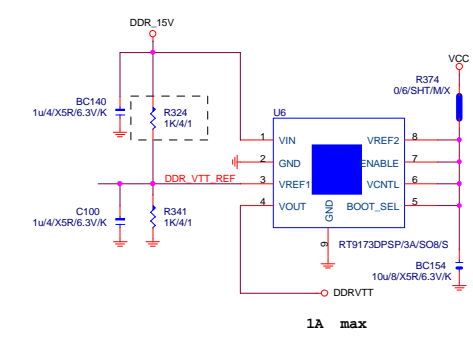 DDR_15V
VCC
R374
0/6/SHT/M/X
BC140
1u/4/X5R/6.3V/K
R324
1K/4/1
U6
1 VIN
VREF2 8
2 GND
ENABLE 7
DDR_VTT_REF
3 VREF1
VCNTL 6
4 VOUT
BOOT_SEL 5
GND
9
C100
1u/4/X5R/6.3V/K
R341
1K/4/1
RT9173DPSP/3A/SO8/S
BC154
10u/8/X5R/6.3V/K
DDRVTT
1A max